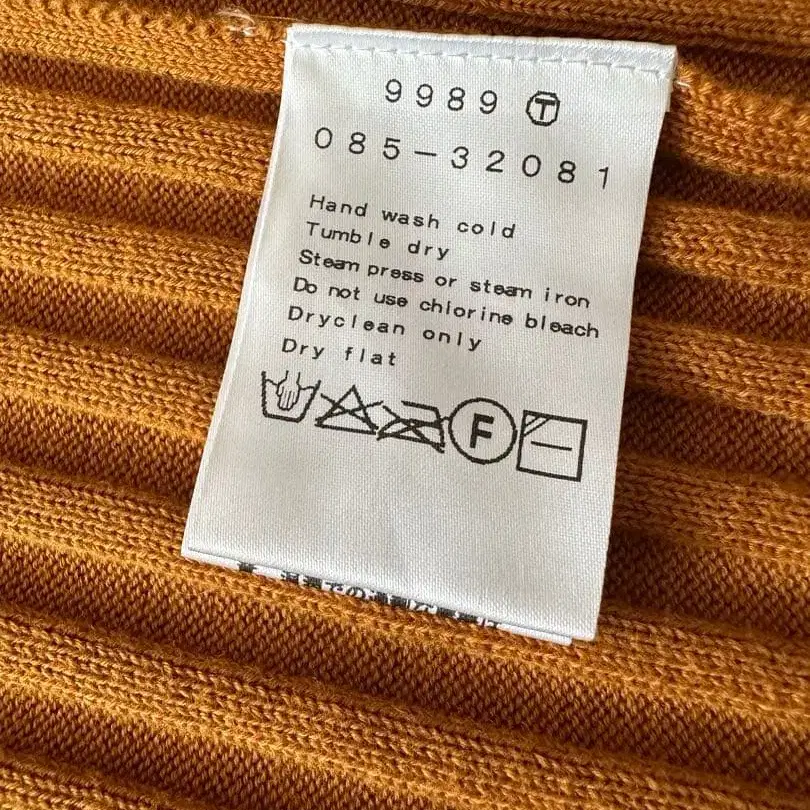 9989 Ⓣ
085-32081
Hand wash cold
Tumble dry
Steam press or steam iron
Do not use chlorine bleach
Dryclean only
Dry flat
F